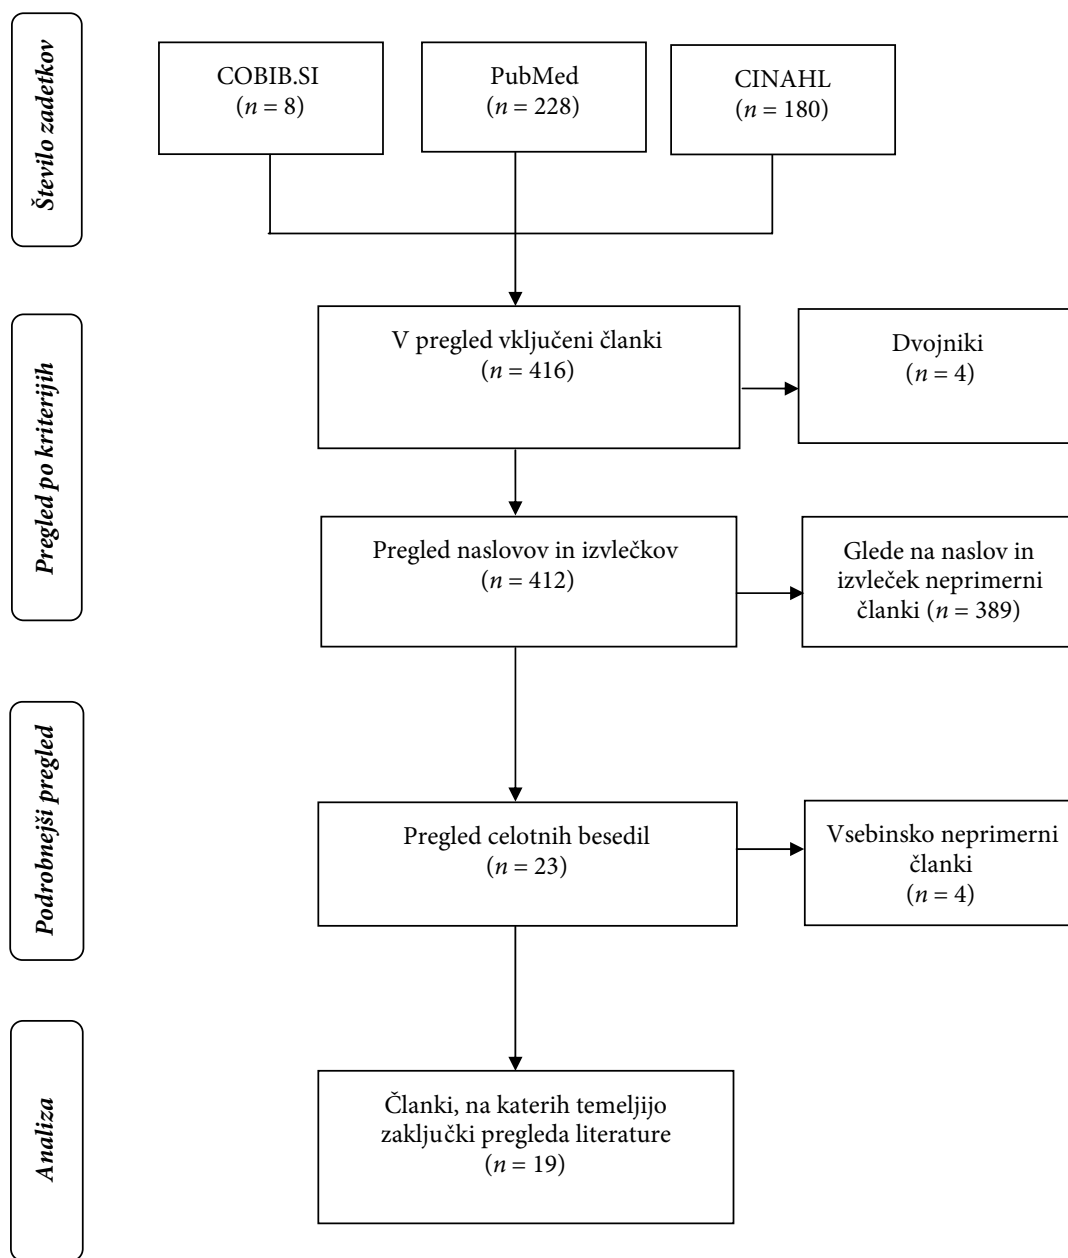 Število zadetkov
COBIB.SI
(n = 8)
PubMed
(n = 228)
CINAHL
(n = 180)
Pregled po kriterijih
V pregled vključeni članki
(n = 416)
Dvojniki
(n = 4)
Pregled naslovov in izvlečkov
(n = 412)
Glede na naslov in
izvleček neprimerni
članki (n = 389)
Podrobnejši pregled
Pregled celotnih besedil
(n = 23)
Vsebinsko neprimerni
članki
(n = 4)
Analiza
Članki, na katerih temeljijo
zaključki pregleda literature
(n = 19)